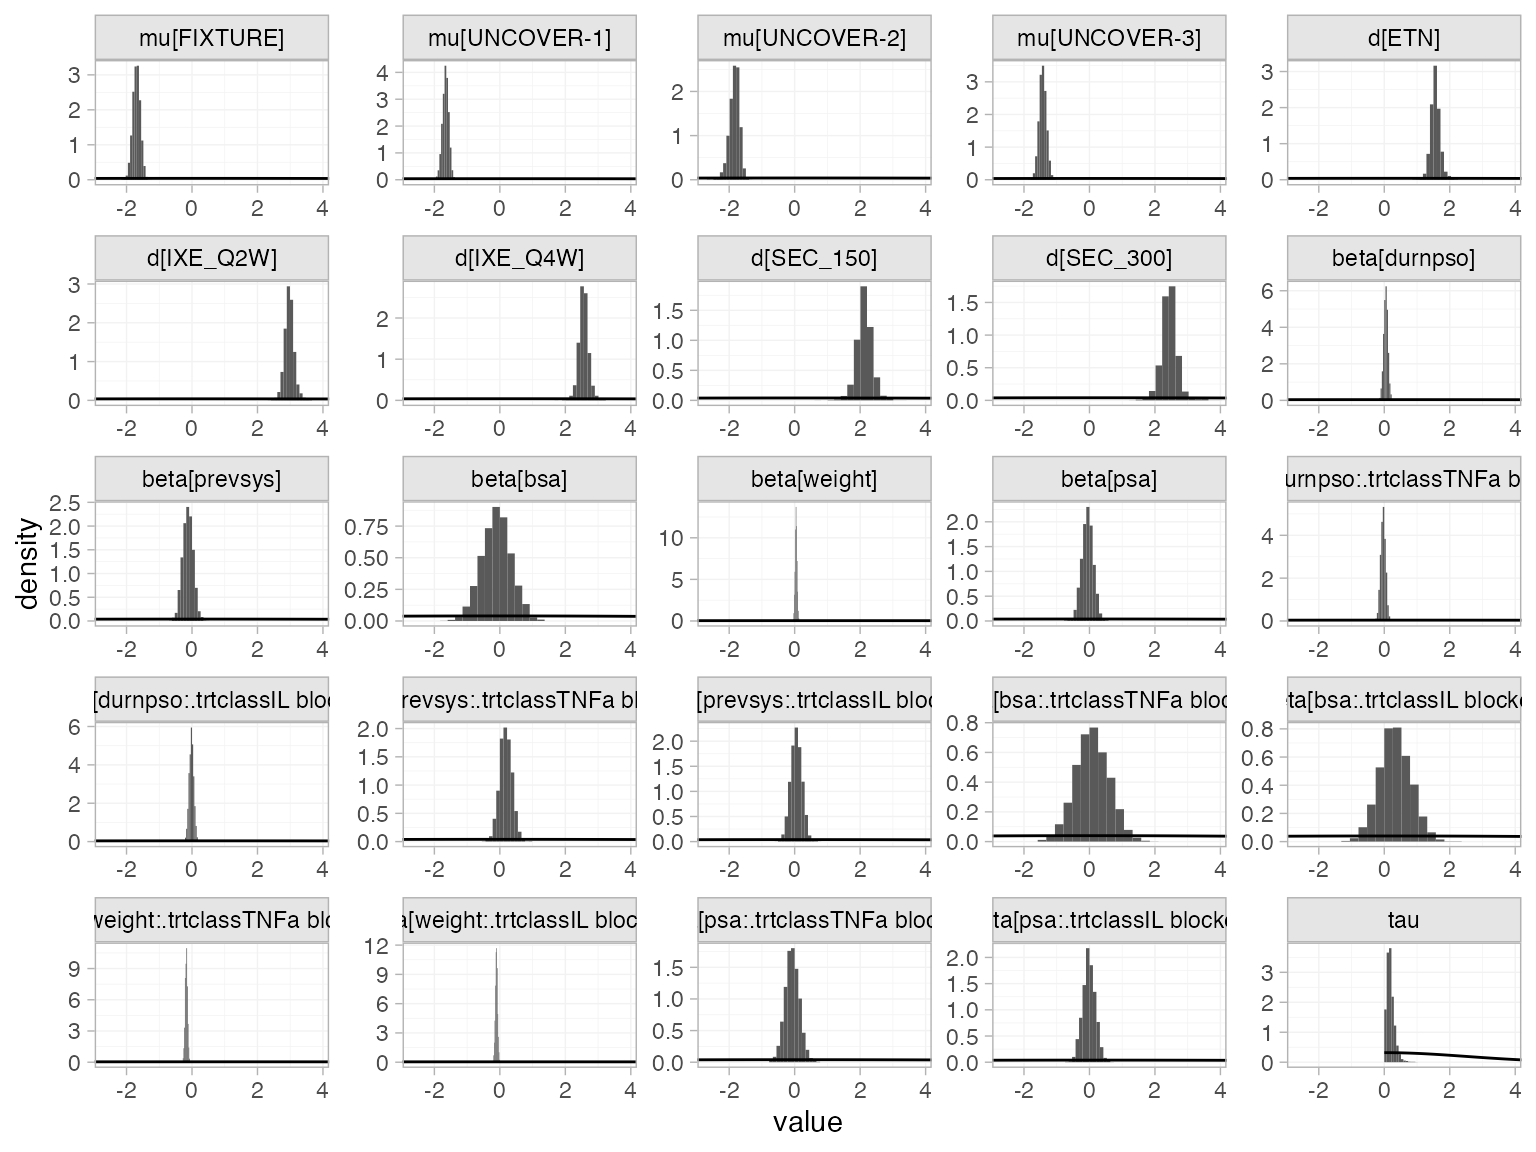 mu[FIXTURE] mu[UNCOVER-1] mu[UNCOVER-2] mu[UNCOVER-3] d[ETN]
3 4 2 3 3
2 3 1 2 2
1 2 0 1 1
0 1 0 0
0
-2 0 2 4 -2 0 2 4 -2 0 2 4 -2 0 2 4 -2 0 2 4
d[IXE_Q2W] d[IXE_Q4W] d[SEC_150] d[SEC_300] beta[durnpso]
3 2 1.5 1.5 6
2 0 1.0 1.0 4
1 0.5 0.5 2
0 0.0 0.0 0
-2 0 2 4 -2 0 2 4 -2 0 2 4 -2 0 2 4 -2 0 2 4
beta[prevsys] beta[bsa] beta[weight] beta[psa] urnpso:.trtclassTNFa b
2.5 0.75 10 2.0 4
2.0 0.50 5 1.5 2
1.5 0.25 0 1.0 0
1.0 0.00 0.5
0.5 0.0
0.0
-2 0 2 4 -2 0 2 4 -2 0 2 4 -2 0 2 4 -2 0 2 4
[durnpso:.trtclassIL bloc revsys:.trtclassTNFa bl [prevsys:.trtclassIL bloc [bsa:.trtclassTNFa bloc ta[bsa:.trtclassIL blocke
6 2.0 2.0 0.8 0.8
4 1.5 1.5 0.6 0.6
2 1.0 1.0 0.4 0.4
0 0.5 0.5 0.2 0.2
0.0 0.0 0.0 0.0
-2 0 2 4 -2 0 2 4 -2 0 2 4 -2 0 2 4 -2 0 2 4
weight:.trtclassTNFa blo a[weight:.trtclassIL bloc [psa:.trtclassTNFa bloc ta[psa:.trtclassIL blocke tau
9 12 1.5 2.0 3
6 9 1.0 1.5 2
3 6 0.5 1.0 1
0 3 0.0 0.5 0
0 0.0
-2 0 2 4 -2 0 2 4 -2 0 2 4 -2 0 2 4 -2 0 2 4
density
value